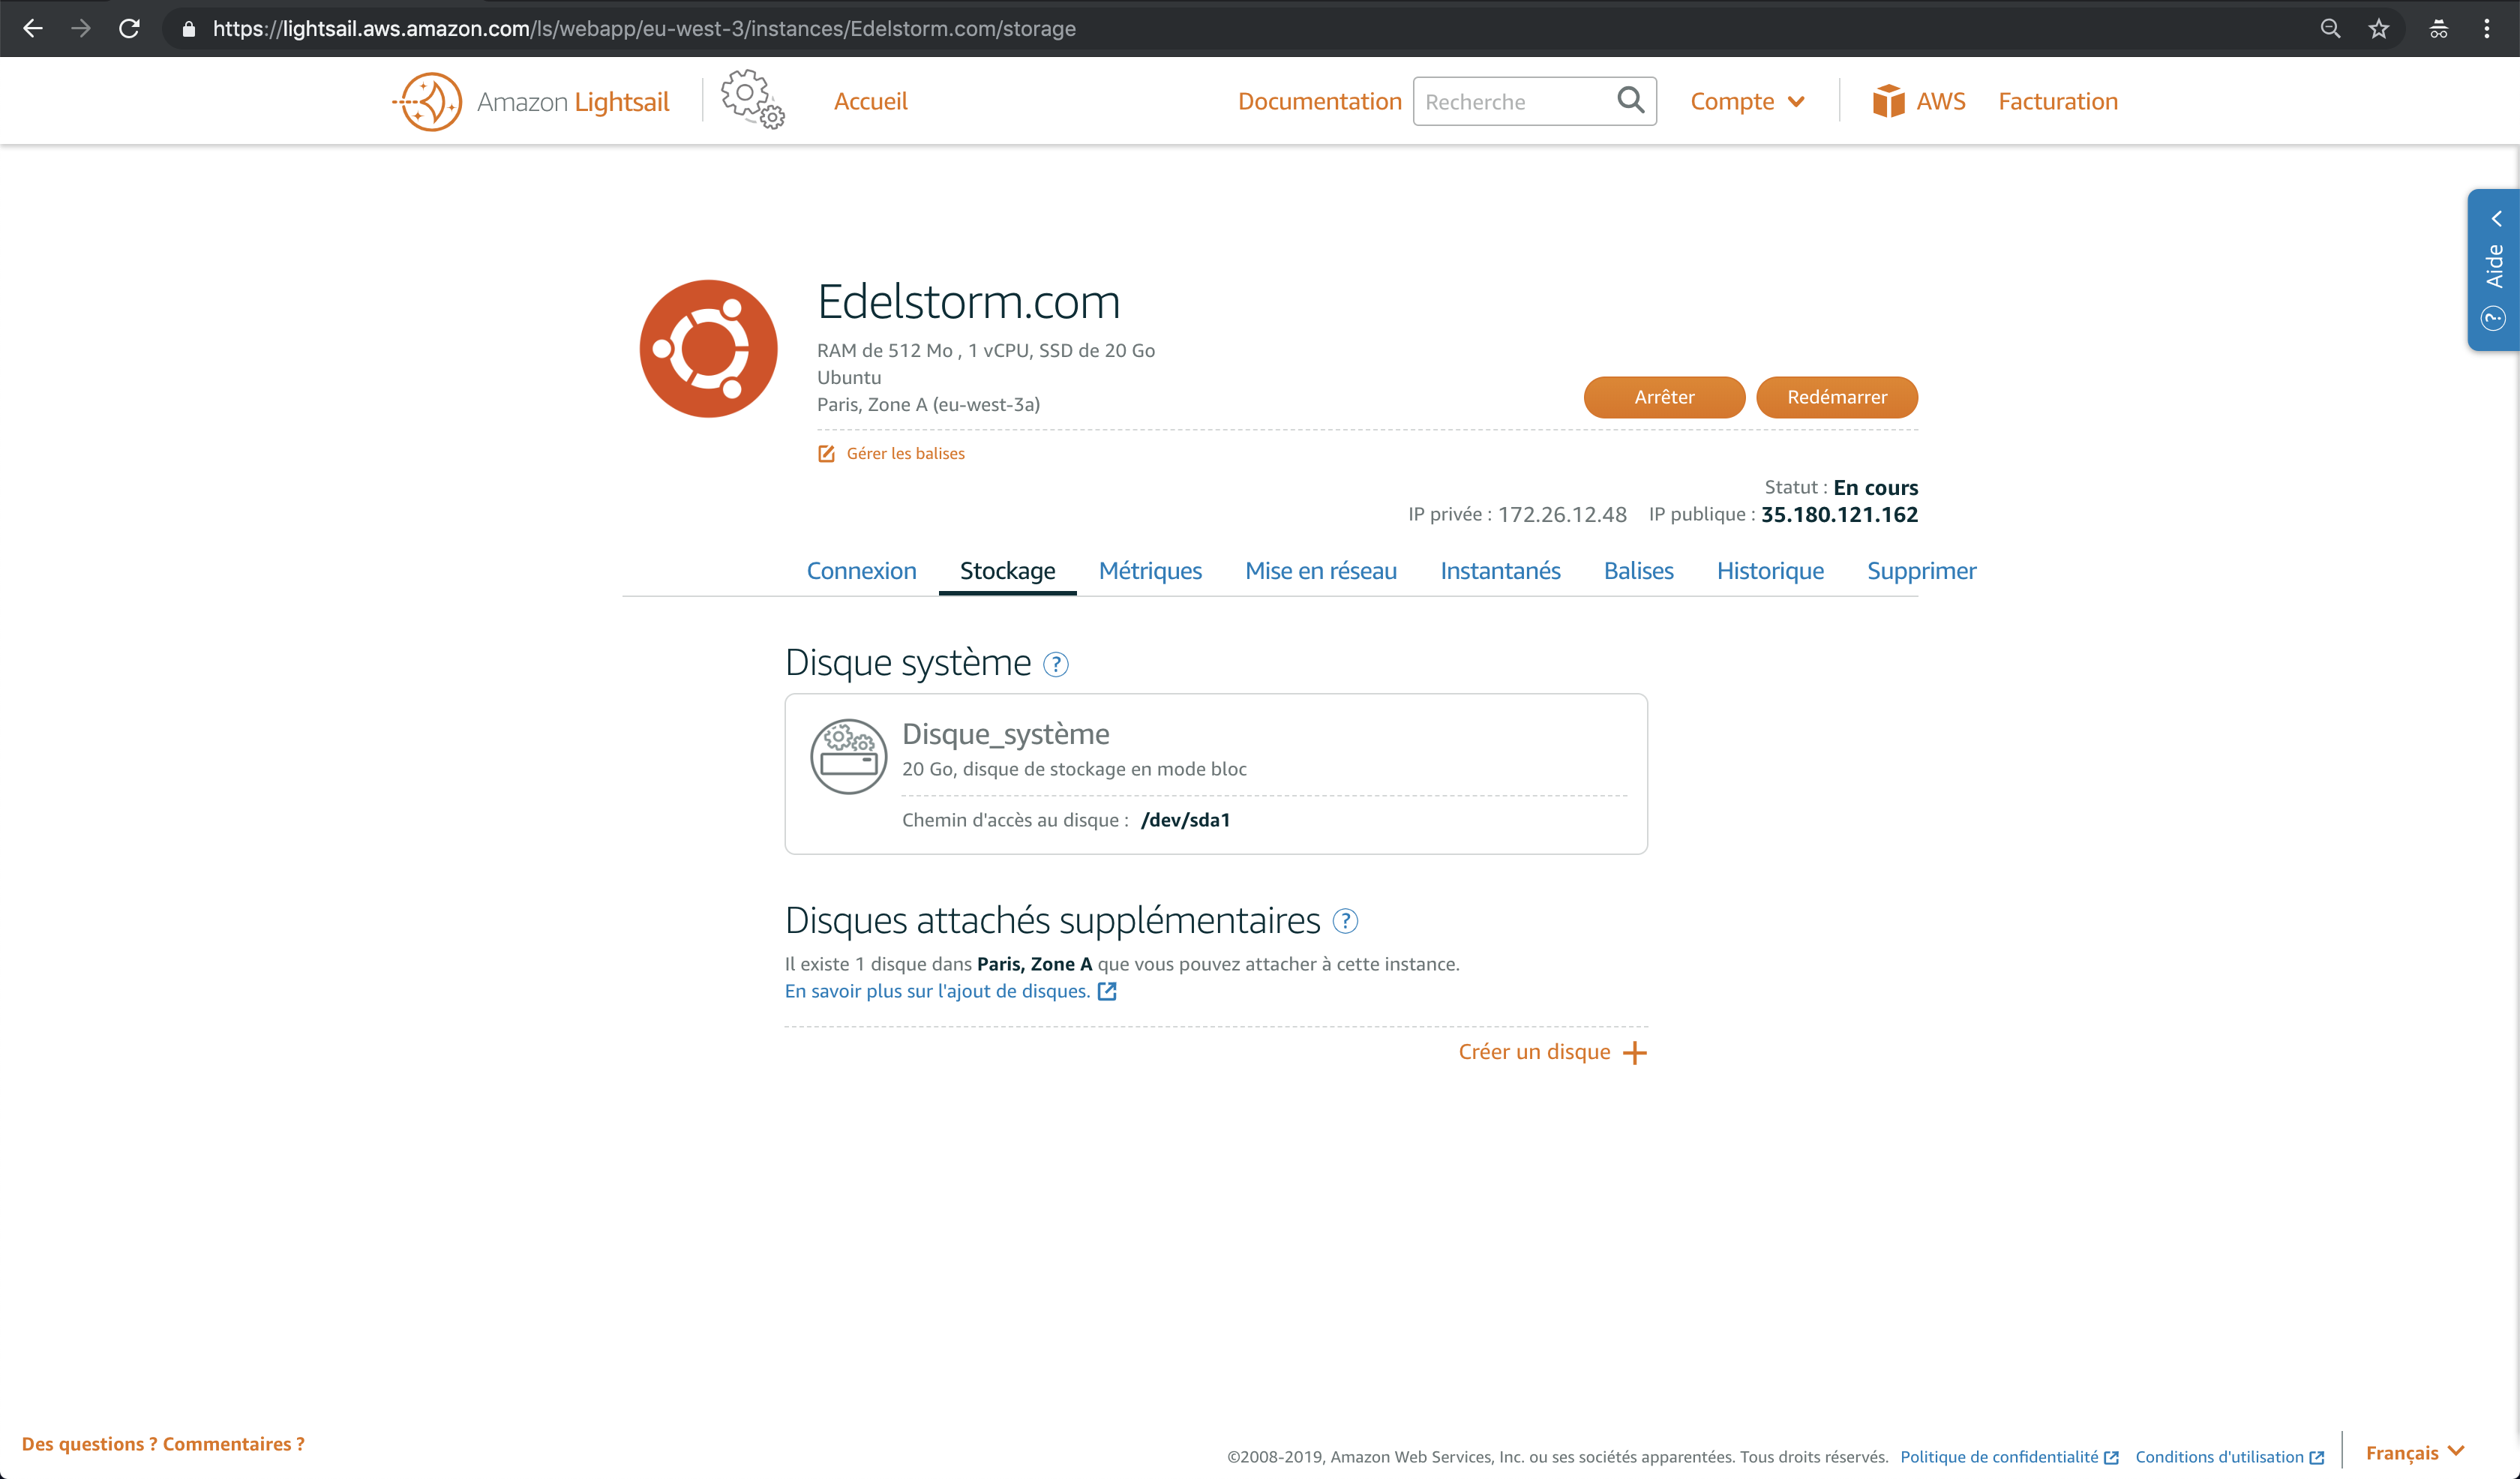 https://lightsail.aws.amazon.com/ls/webapp/eu-west-3/instances/Edelstorm.com/storage
Amazon Lightsail
Accueil
Documentation
Recherche
Compte
AWS
Facturation
Aide
?
Edelstorm.com
RAM de 512 Mo , 1 vCPU, SSD de 20 Go
Ubuntu
Paris, Zone A (eu-west-3a)
Arrêter
Redémarrer
Gérer les balises
Statut : En cours
IP privée : 172.26.12.48 IP publique : 35.180.121.162
Connexion
Stockage
Métriques
Mise en réseau
Instantanés
Balises
Historique
Supprimer
Disque système ?
Disque_système
20 Go, disque de stockage en mode bloc
Chemin d'accès au disque : /dev/sda1
Disques attachés supplémentaires ?
Il existe 1 disque dans Paris, Zone A que vous pouvez attacher à cette instance.
En savoir plus sur l'ajout de disques.
Créer un disque
Des questions ? Commentaires ?
©2008-2019, Amazon Web Services, Inc. ou ses sociétés apparentées. Tous droits réservés.
Politique de confidentialité
Conditions d'utilisation
Français